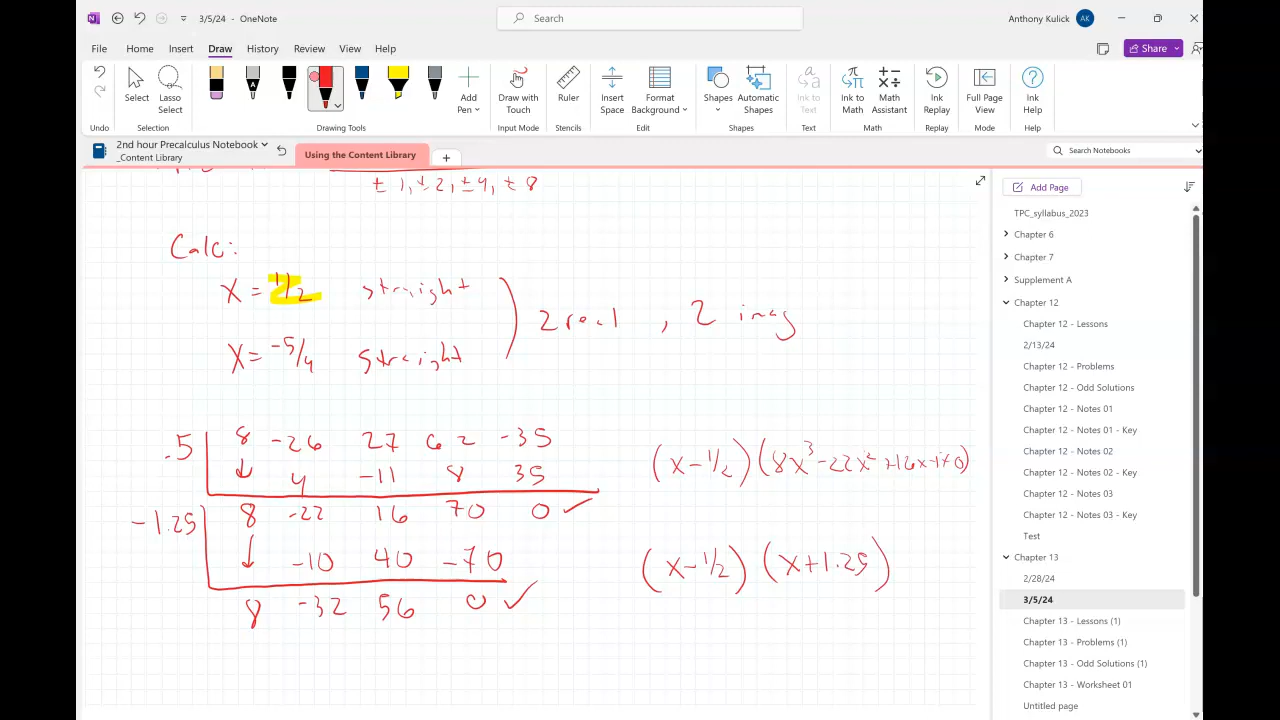 3/5/24 - OneNote
Search
Anthony Kulick
AK
File Home Insert Draw History Review View Help
Share
Undo
Select
Lasso Select
Selection
Drawing Tools
Add Pen
Draw with Touch
Input Mode
Ruler
Stencils
Insert Space
Format Background
Edit
Shapes
Automatic Shapes
Shapes
Ink to Text
Text
Ink to Math
Math Assistant
Math
Ink Replay
Replay
Full Page View
Mode
Ink Help
Help
2nd hour Precalculus Notebook
_Content Library
Using the Content Library
+
Search Notebooks
± 1, ± 2, ± 4, ± 8
Calc:
x = 1/2 straight
x = -5/4 straight
2 real , 2 imag
.5 8 -26 27 62 -35
↓ 4 -11 8 35
-1.25 8 -22 16 70 0 ✓
↓ -10 40 -70
8 -32 56 0 ✓
(x-1/2)(8x³-22x²+16x+70)
(x-1/2)(x+1.25)
Add Page
TPC_syllabus_2023
Chapter 6
Chapter 7
Supplement A
Chapter 12
Chapter 12 - Lessons
2/13/24
Chapter 12 - Problems
Chapter 12 - Odd Solutions
Chapter 12 - Notes 01
Chapter 12 - Notes 01 - Key
Chapter 12 - Notes 02
Chapter 12 - Notes 02 - Key
Chapter 12 - Notes 03
Chapter 12 - Notes 03 - Key
Test
Chapter 13
2/28/24
3/5/24
Chapter 13 - Lessons (1)
Chapter 13 - Problems (1)
Chapter 13 - Odd Solutions (1)
Chapter 13 - Worksheet 01
Untitled page